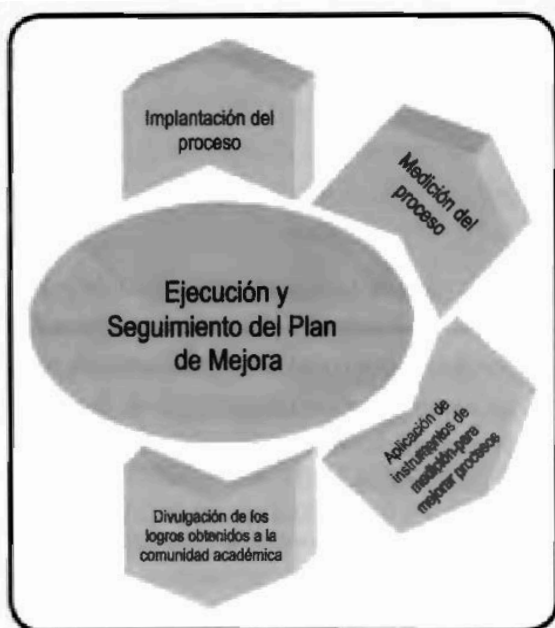 Implantación del
proceso
Medición del
proceso
Ejecución y
Seguimiento del Plan
de Mejora
Aplicación de
instrumentos de
medición-para
mejorar procesos
Divulgación de los
logros obtenidos a la
comunidad académica